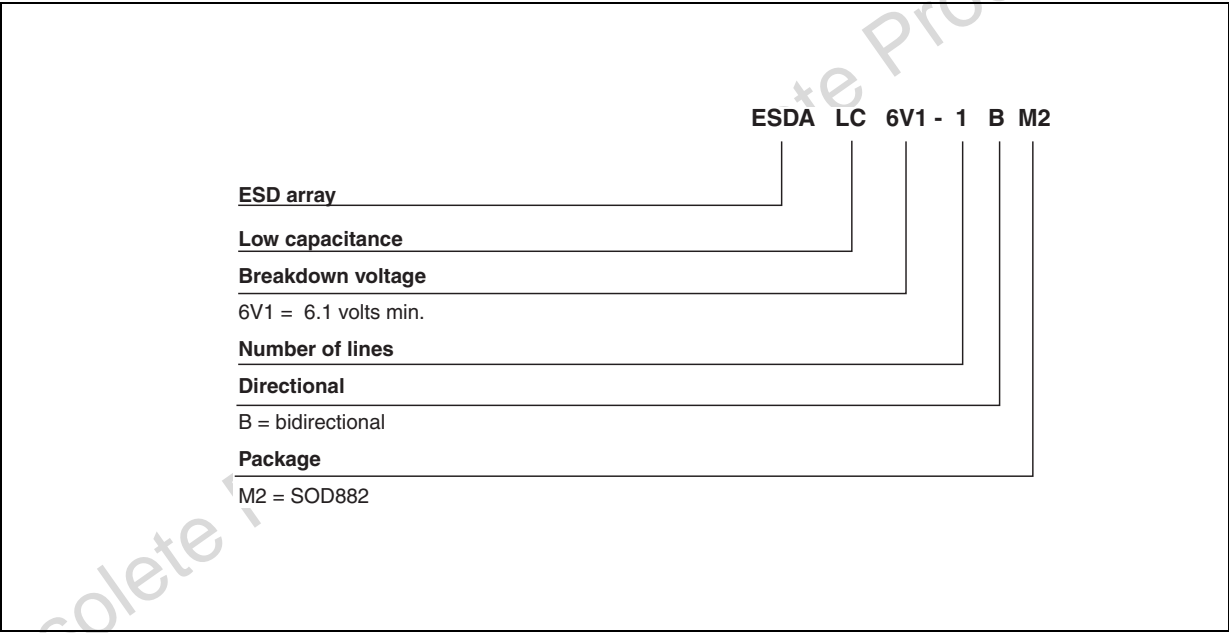 ESDA LC 6V1 - 1 B M2
ESD array
Low capacitance
Breakdown voltage
6V1 = 6.1 volts min.
Number of lines
Directional
B = bidirectional
Package
M2 = SOD882